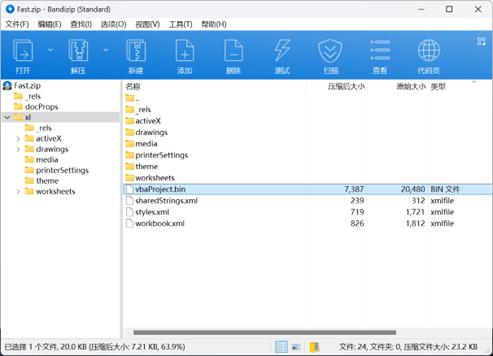 Fast.zip - Bandizip (Standard)
文件(F) 编辑(E) 查找(I) 选项(O) 视图(V) 工具(T) 帮助(H)
打开 解压 新建 添加 删除 测试 扫描 查看 代码页
Fast.zip
_rels
docProps
xl
_rels
activeX
drawings
media
printerSettings
theme
worksheets
名称 压缩后大小 原始大小 类型
..
_rels
activeX
drawings
media
printerSettings
theme
worksheets
vbaProject.bin 7,387 20,480 BIN 文件
sharedStrings.xml 239 312 xmlfile
styles.xml 719 1,721 xmlfile
workbook.xml 826 1,812 xmlfile
已选择 1 个文件, 20.0 KB (压缩后大小: 7.21 KB, 63.9%) 文件: 24, 文件夹: 0, 压缩文件大小: 23.2 KB